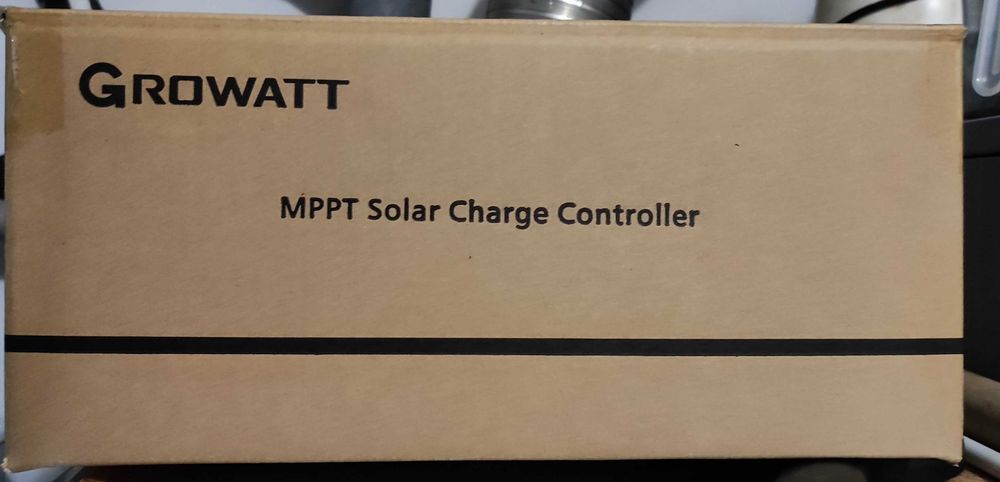 GROWATT
MPPT Solar Charge Controller